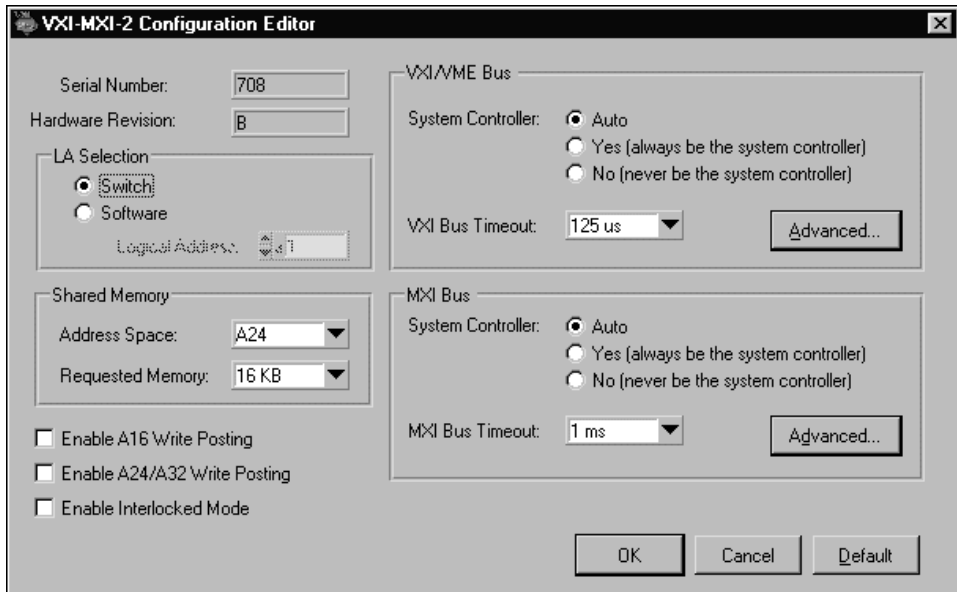 VXI-MXI-2 Configuration Editor
Serial Number: 708
Hardware Revision: B
LA Selection
Switch
Software
Logical Address: 1
Shared Memory
Address Space: A24
Requested Memory: 16 KB
Enable A16 Write Posting
Enable A24/A32 Write Posting
Enable Interlocked Mode
VXI/VME Bus
System Controller: Auto
Yes (always be the system controller)
No (never be the system controller)
VXI Bus Timeout: 125 us
Advanced...
MXI Bus
System Controller: Auto
Yes (always be the system controller)
No (never be the system controller)
MXI Bus Timeout: 1 ms
Advanced...
OK Cancel Default